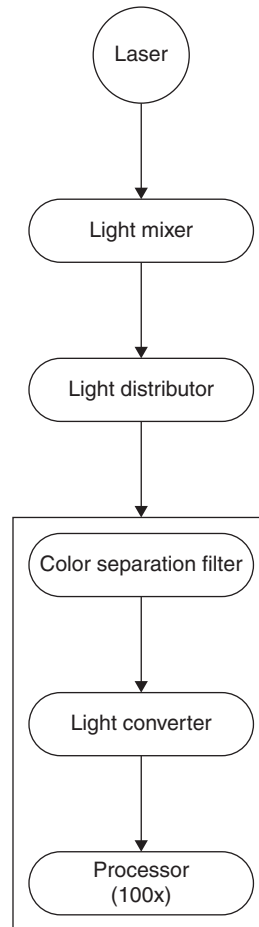 Laser
Light mixer
Light distributor
Color separation filter
Light converter
Processor
(100x)